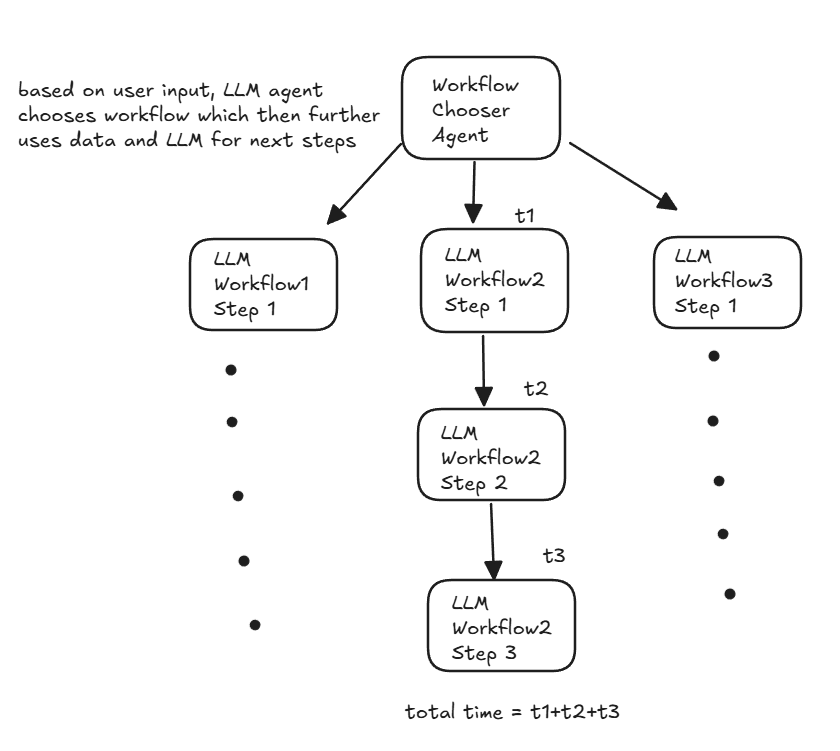 Workflow
Chooser
Agent
based on user input, LLM agent
chooses workflow which then further
uses data and LLM for next steps
t1
LLM
Workflow1
Step 1
LLM
Workflow2
Step 1
LLM
Workflow3
Step 1
t2
LLM
Workflow2
Step 2
t3
LLM
Workflow2
Step 3
total time = t1+t2+t3